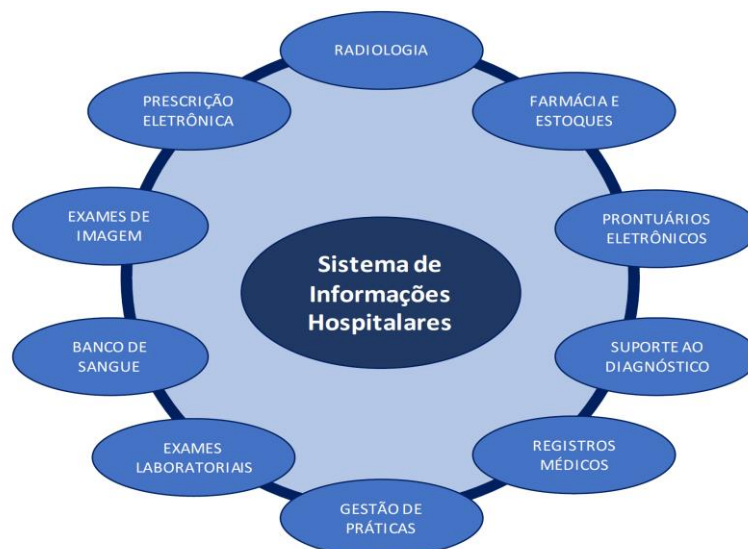 RADIOLOGIA
PRESCRIÇÃO
ELETRÔNICA
FARMÁCIA E
ESTOQUES
EXAMES DE
IMAGEM
PRONTUÁRIOS
ELETRÔNICOS
Sistema de
Informações
Hospitalares
BANCO DE
SANGUE
SUPORTE AO
DIAGNÓSTICO
EXAMES
LABORATORIAIS
REGISTROS
MÉDICOS
GESTÃO DE
PRÁTICAS